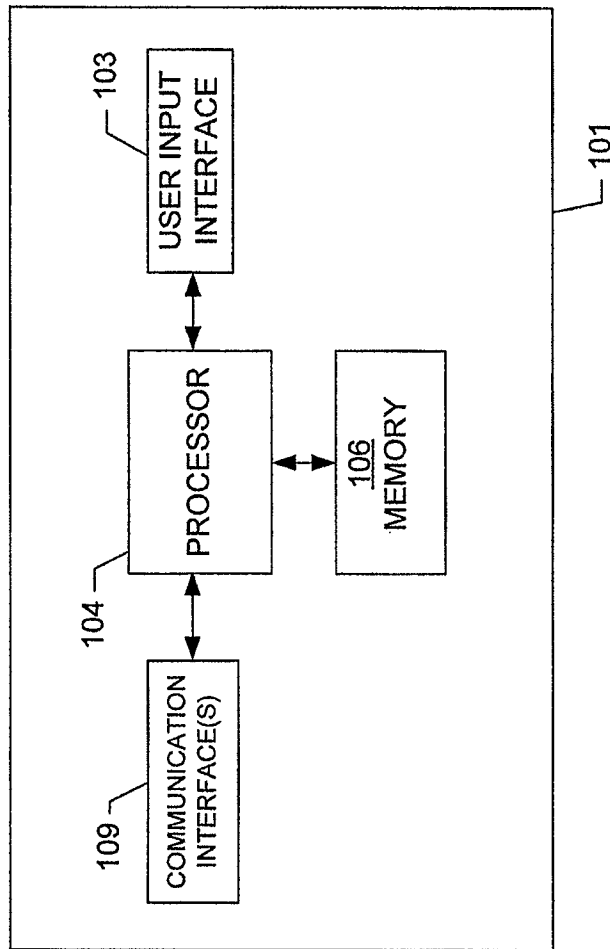 109
COMMUNICATION
INTERFACE(S)
104
PROCESSOR
103
USER INPUT
INTERFACE
106
MEMORY
101